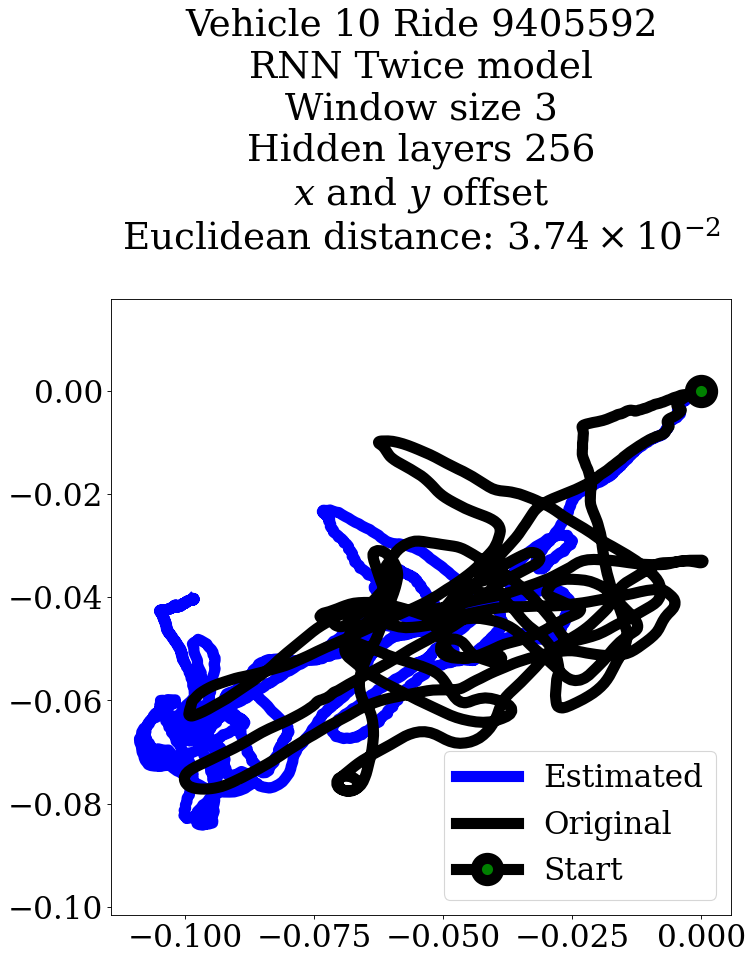 Vehicle 10 Ride 9405592
RNN Twice model
Window size 3
Hidden layers 256
x and y offset
Euclidean distance: 3.74 × 10⁻²
0.00
−0.02
−0.04
−0.06
−0.08
−0.10
Estimated
Original
Start
−0.100 −0.075 −0.050 −0.025 0.000